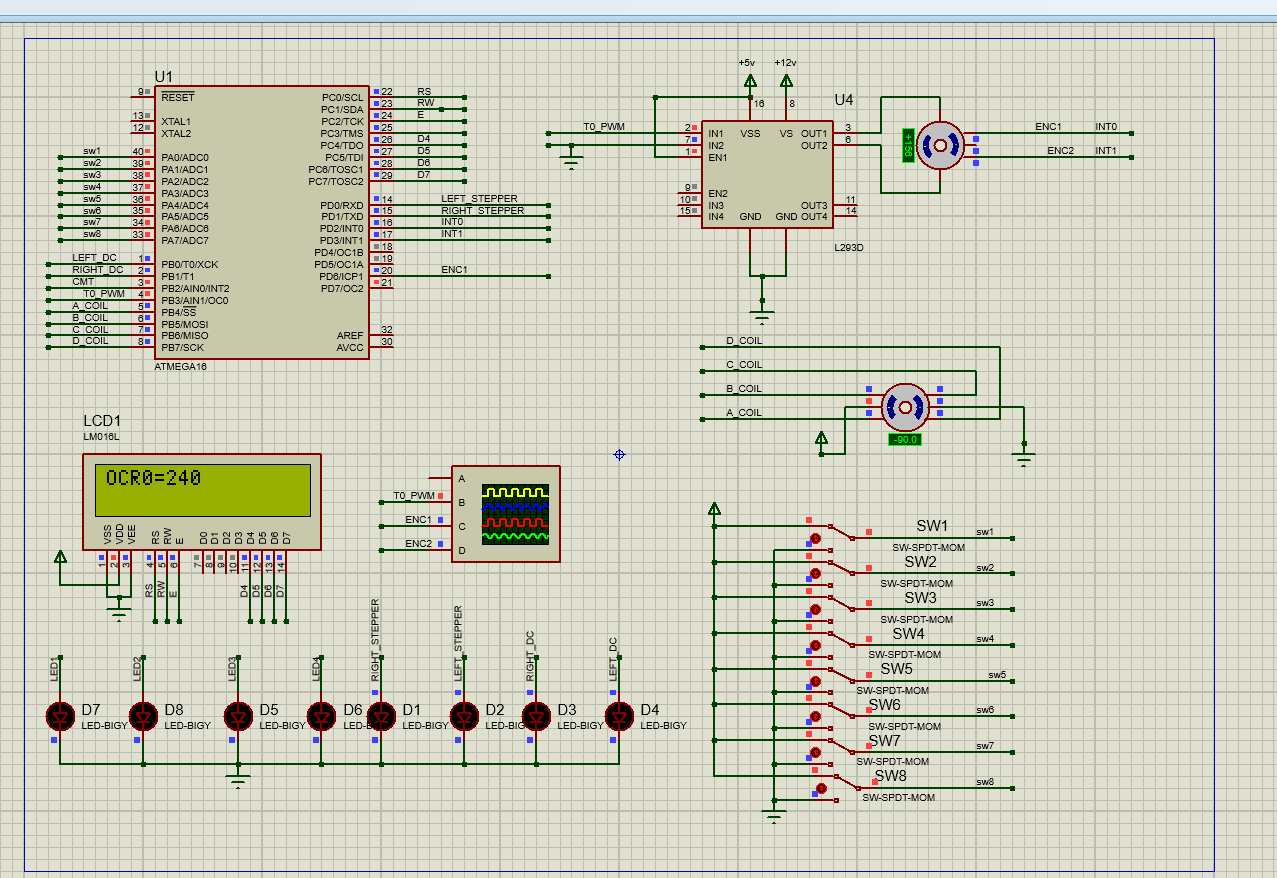 U1
9 RESET
13 XTAL1
12 XTAL2
sw1 40 PA0/ADC0
sw2 39 PA1/ADC1
sw3 38 PA2/ADC2
sw4 37 PA3/ADC3
sw5 36 PA4/ADC4
sw6 35 PA5/ADC5
sw7 34 PA6/ADC6
sw8 33 PA7/ADC7
LEFT_DC 1 PB0/T0/XCK
RIGHT_DC 2 PB1/T1
CMT 3 PB2/AIN0/INT2
T0_PWM 4 PB3/AIN1/OC0
A_COIL 5 PB4/SS
B_COIL 6 PB5/MOSI
C_COIL 7 PB6/MISO
D_COIL 8 PB7/SCK
PC0/SCL 22 RS
PC1/SDA 23 RW
PC2/TCK 24 E
PC3/TMS 25
PC4/TDO 26 D4
PC5/TDI 27 D5
PC6/TOSC1 28 D6
PC7/TOSC2 29 D7
PD0/RXD 14 LEFT_STEPPER
PD1/TXD 15 RIGHT_STEPPER
PD2/INT0 16 INT0
PD3/INT1 17 INT1
PD4/OC1B 18
PD5/OC1A 19
PD6/ICP1 20 ENC1
PD7/OC2 21
AREF 32
AVCC 30
ATMEGA16
+5v +12v
16 8
U4
T0_PWM 2 IN1 VSS VS OUT1 3
7 IN2 OUT2 6
1 EN1
9 EN2
10 IN3 OUT3 11
15 IN4 GND GND OUT4 14
L293D
+158
ENC1 INT0
ENC2 INT1
D_COIL
C_COIL
B_COIL
A_COIL
-90.0
LCD1
LM016L
OCR0=240
VSS VDD VEE RS RW E D0 D1 D2 D3 D4 D5 D6 D7
1 2 3 4 5 6 7 8 9 10 11 12 13 14
RS RW E D4 D5 D6 D7
A
T0_PWM B
ENC1 C
ENC2 D
LED1 LED2 LED3 LED4 RIGHT_STEPPER LEFT_STEPPER RIGHT_DC LEFT_DC
D7 D8 D5 D6 D1 D2 D3 D4
LED-BIGY LED-BIGY LED-BIGY LED-B LED-BIGY LED-BIG LED-BIGY LED-BIGY
SW1 sw1
SW-SPDT-MOM
SW2 sw2
SW-SPDT-MOM
SW3 sw3
SW-SPDT-MOM
SW4 sw4
SW-SPDT-MOM
SW5 sw5
SW-SPDT-MOM
SW6 sw6
SW-SPDT-MOM
SW7 sw7
SW-SPDT-MOM
SW8 sw8
SW-SPDT-MOM